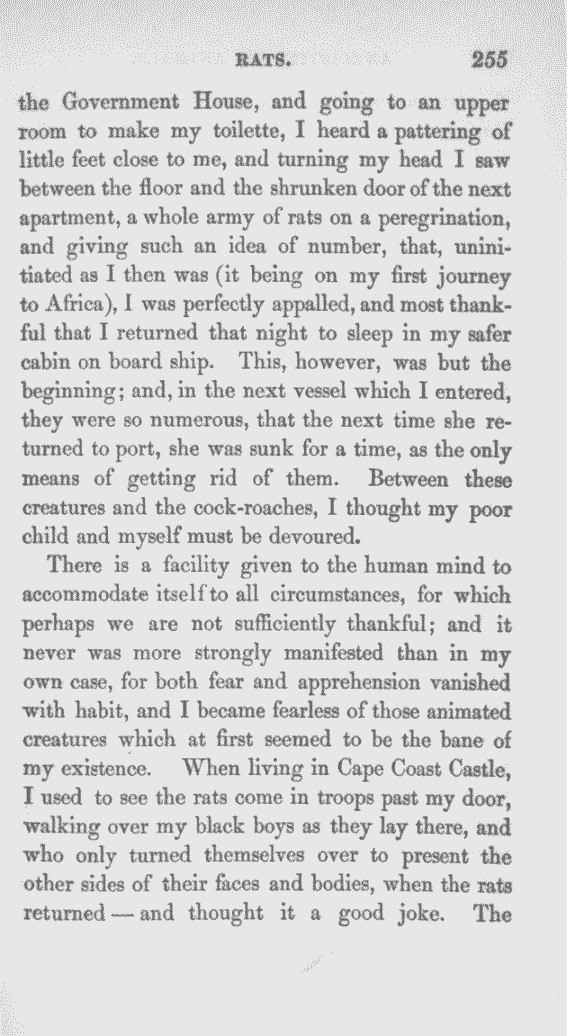 RATS. 255
the Government House, and going to an upper
room to make my toilette, I heard a pattering of
little feet close to me, and turning my head I saw
between the floor and the shrunken door of the next
apartment, a whole army of rats on a peregrination,
and giving such an idea of number, that, unini-
tiated as I then was (it being on my first journey
to Africa), I was perfectly appalled, and most thank-
ful that I returned that night to sleep in my safer
cabin on board ship. This, however, was but the
beginning; and, in the next vessel which I entered,
they were so numerous, that the next time she re-
turned to port, she was sunk for a time, as the only
means of getting rid of them. Between these
creatures and the cock-roaches, I thought my poor
child and myself must be devoured.
There is a facility given to the human mind to
accommodate itself to all circumstances, for which
perhaps we are not sufficiently thankful; and it
never was more strongly manifested than in my
own case, for both fear and apprehension vanished
with habit, and I became fearless of those animated
creatures which at first seemed to be the bane of
my existence. When living in Cape Coast Castle,
I used to see the rats come in troops past my door,
walking over my black boys as they lay there, and
who only turned themselves over to present the
other sides of their faces and bodies, when the rats
returned — and thought it a good joke. The